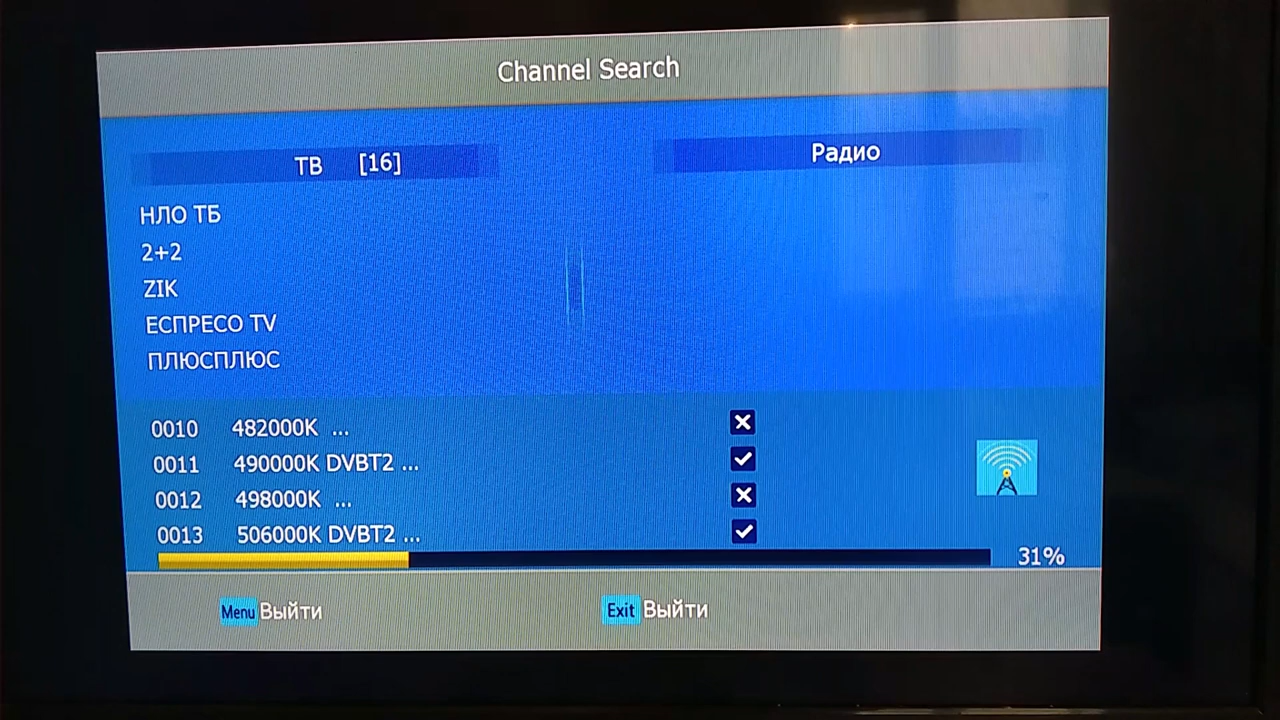 Channel Search
ТВ [16]
Радио
НЛО ТБ
2+2
ZIK
ЕСПРЕСО TV
ПЛЮСПЛЮС
0010 482000K ...
0011 490000K DVBT2 ...
0012 498000K ...
0013 506000K DVBT2 ...
31%
Menu Выйти
Exit Выйти